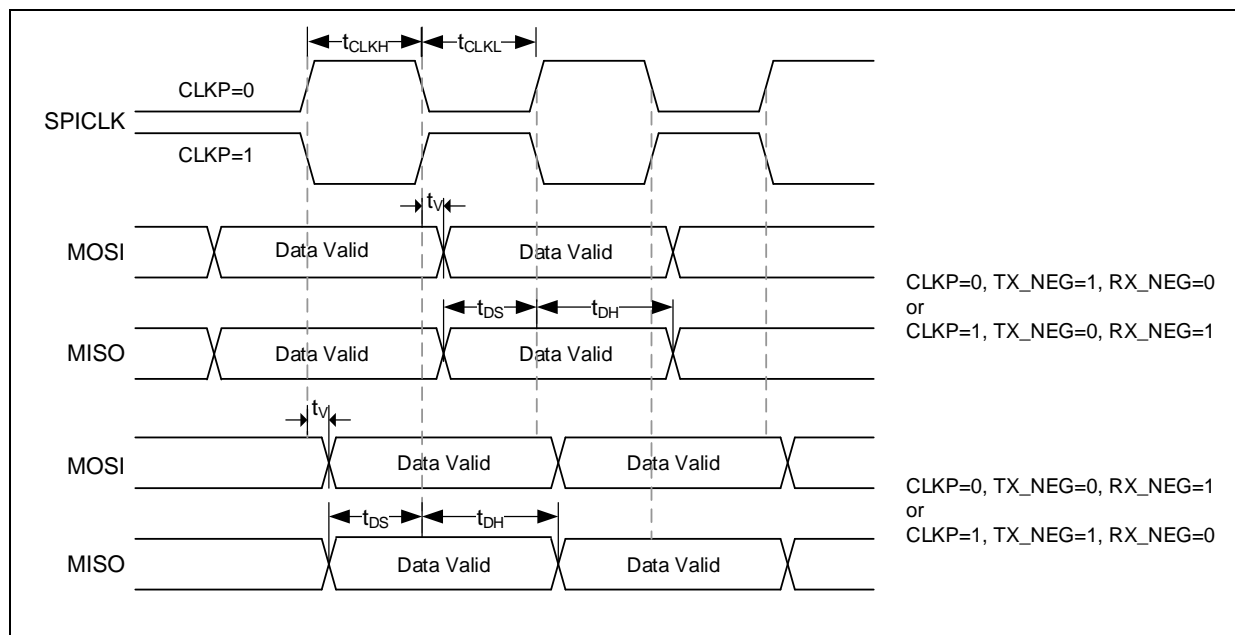 tCLKH
tCLKL
CLKP=0
SPICLK
CLKP=1
tV
MOSI
Data Valid
Data Valid
CLKP=0, TX_NEG=1, RX_NEG=0
or
CLKP=1, TX_NEG=0, RX_NEG=1
tDS
tDH
MISO
Data Valid
Data Valid
tV
MOSI
Data Valid
Data Valid
CLKP=0, TX_NEG=0, RX_NEG=1
or
CLKP=1, TX_NEG=1, RX_NEG=0
tDS
tDH
MISO
Data Valid
Data Valid